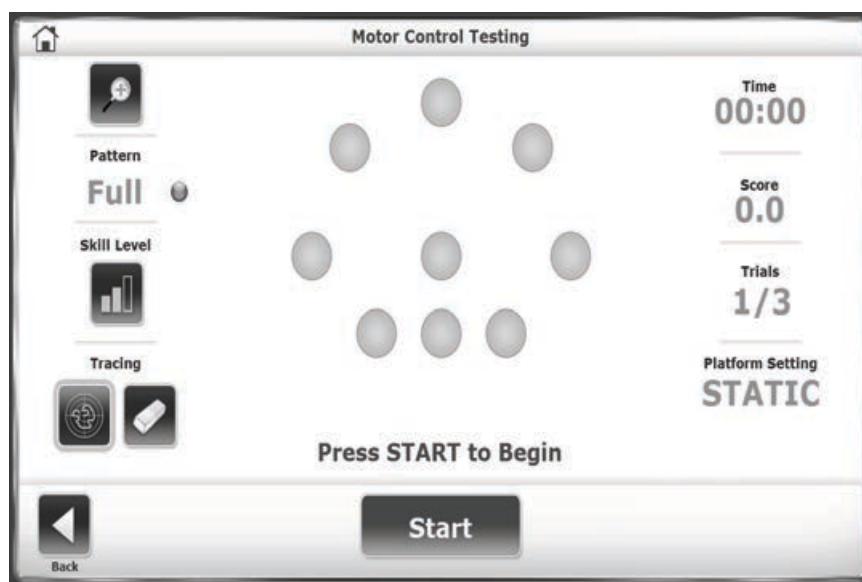 Motor Control Testing
Pattern
Full
Skill Level
Tracing
Time
00:00
Score
0.0
Trials
1/3
Platform Setting
STATIC
Press START to Begin
Start
Back